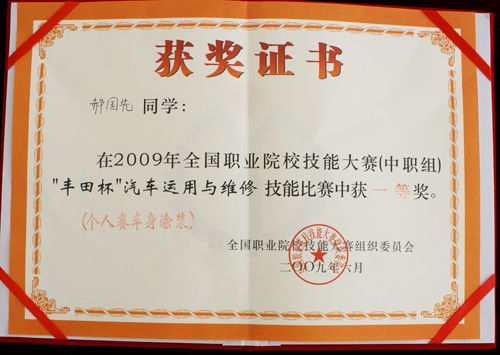 获奖证书
郝国先 同学：
在2009年全国职业院校技能大赛(中职组)
"丰田杯"汽车运用与维修 技能比赛中获 一 等奖。
(个人赛车身涂装)
全国职业院校技能大赛组织委员会
二〇〇九年六月